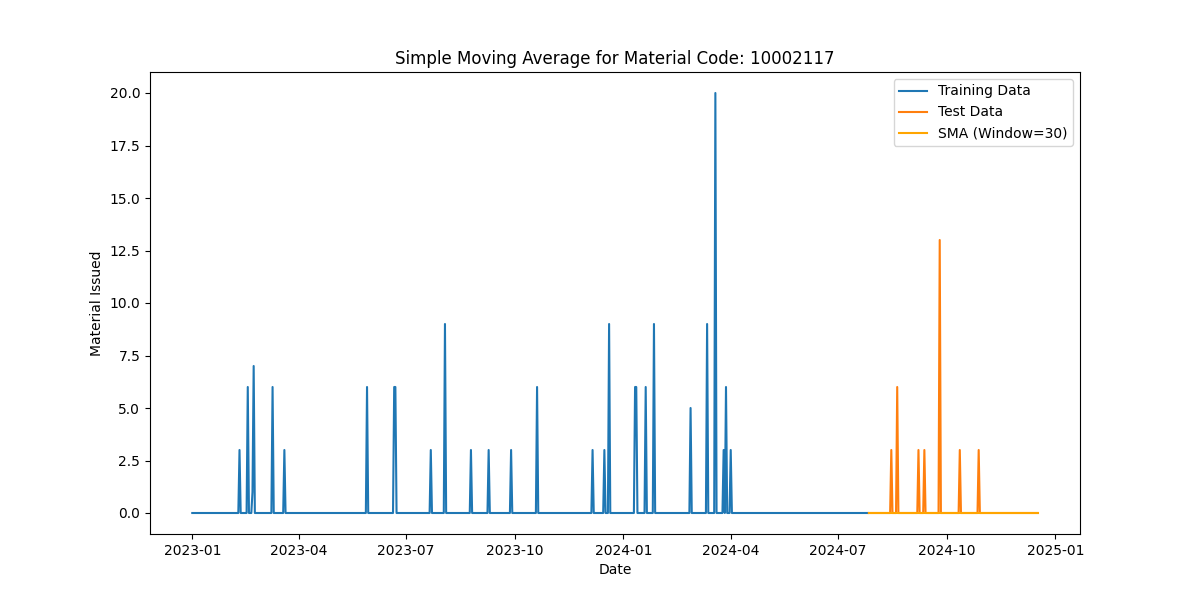 Simple Moving Average for Material Code: 10002117
Training Data
Test Data
SMA (Window=30)
Material Issued
20.0
17.5
15.0
12.5
10.0
7.5
5.0
2.5
0.0
2023-01 2023-04 2023-07 2023-10 2024-01 2024-04 2024-07 2024-10 2025-01
Date